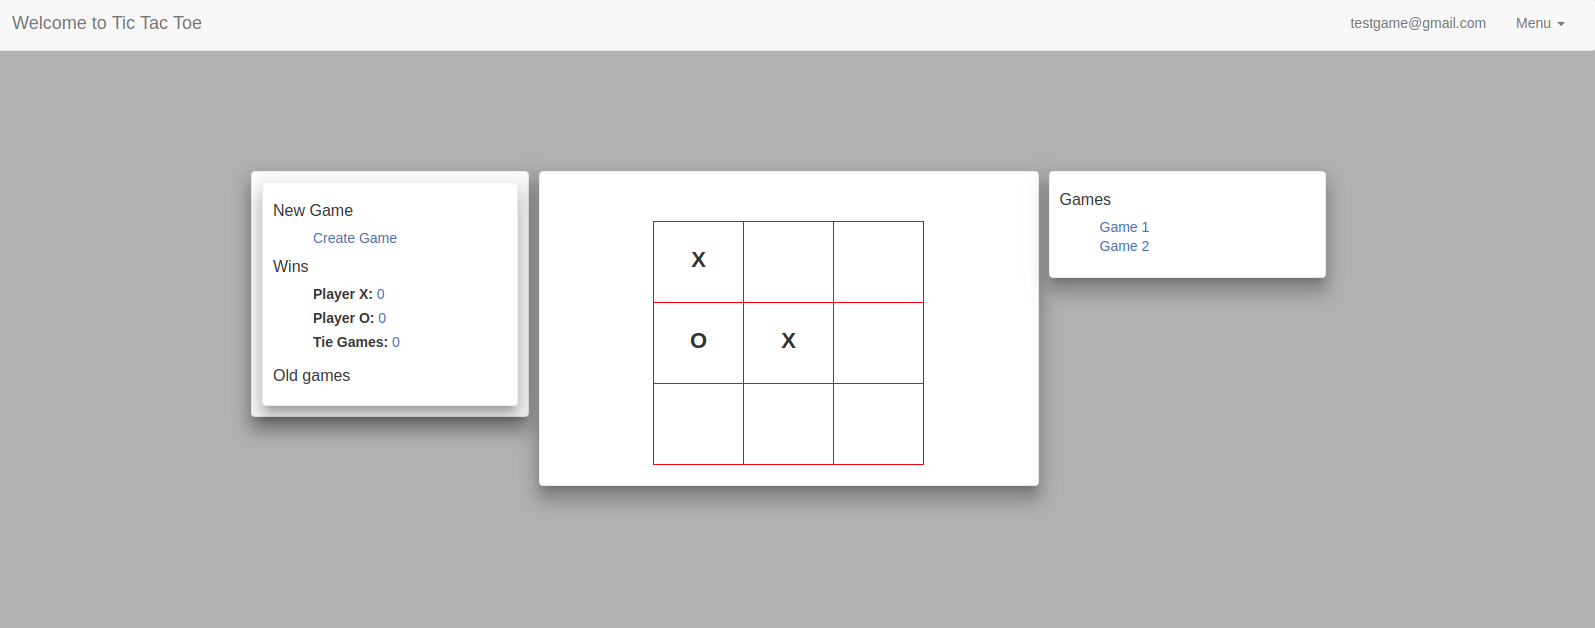 Welcome to Tic Tac Toe
testgame@gmail.com
Menu
New Game
Create Game
Wins
Player X: 0
Player O: 0
Tie Games: 0
Old games
X
O X
Games
Game 1
Game 2